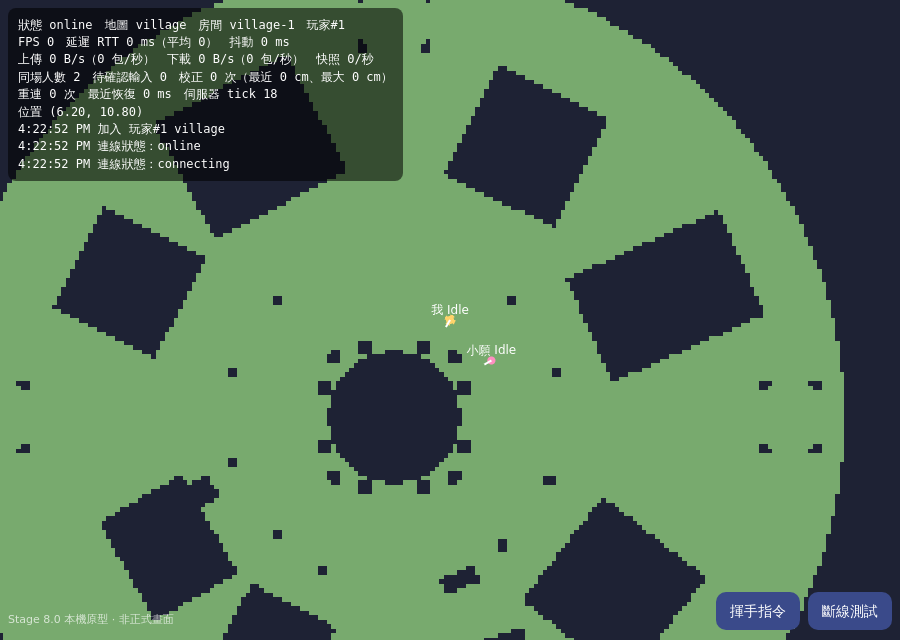 狀態 online 地圖 village 房間 village-1 玩家#1
FPS 0 延遲 RTT 0 ms（平均 0） 抖動 0 ms
上傳 0 B/s（0 包/秒） 下載 0 B/s（0 包/秒） 快照 0/秒
同場人數 2 待確認輸入 0 校正 0 次（最近 0 cm、最大 0 cm）
重連 0 次 最近恢復 0 ms 伺服器 tick 18
位置 (6.20, 10.80)
4:22:52 PM 加入 玩家#1 village
4:22:52 PM 連線狀態：online
4:22:52 PM 連線狀態：connecting
我 Idle
小願 Idle
Stage 8.0 本機原型 · 非正式畫面
揮手指令
斷線測試